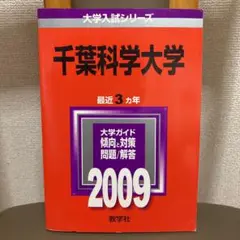 大学入試シリーズ
千葉科学大学
最近3ヵ年
大学ガイド
傾向と対策
問題/解答
2009
教学社